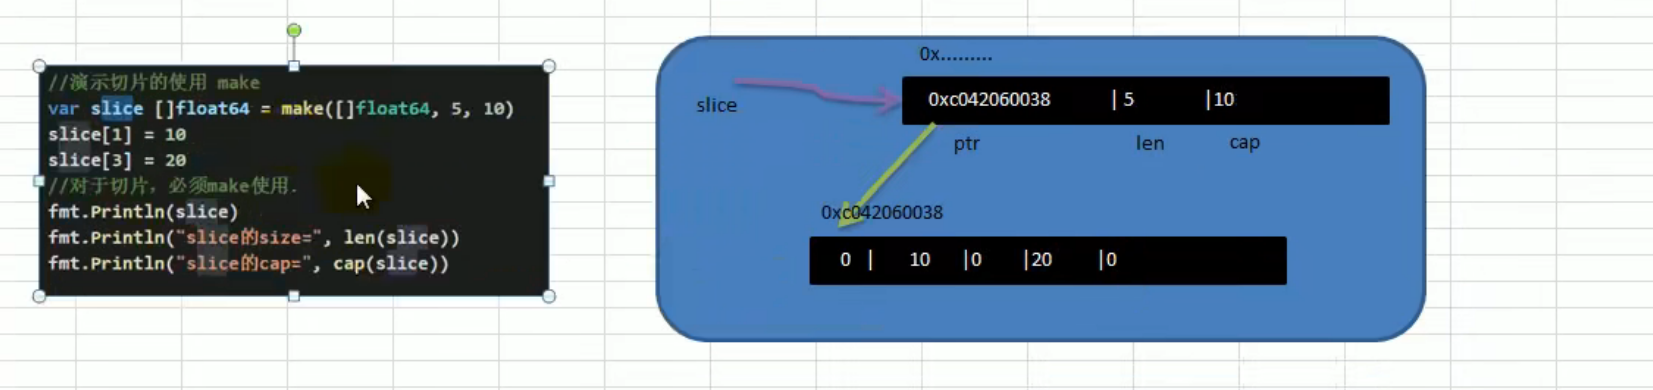 //演示切片的使用 make
var slice []float64 = make([]float64, 5, 10)
slice[1] = 10
slice[3] = 20
//对于切片，必须make使用.
fmt.Println(slice)
fmt.Println("slice的size=", len(slice))
fmt.Println("slice的cap=", cap(slice))
0x.........
slice
0xc042060038 | 5 |10
ptr len cap
0xc042060038
0 | 10 |0 |20 |0